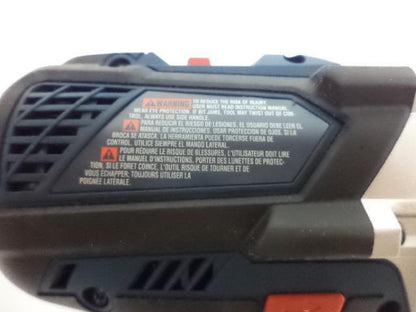 WARNING TO REDUCE THE RISK OF INJURY
WEAR EYE PROTECTION. USER MUST READ INSTRUCTION MANUAL.
IF BIT JAMS, TOOL MAY TWIST OUT OF CON-
TROL. ALWAYS USE SIDE HANDLE.
PARA REDUCIR EL RIESGO DE LESIONES, EL USUARIO DEBE LEER EL
MANUAL DE INSTRUCCIONES. USAR PROTECCION DE OJOS. SI LA
BROCA SE ATASCA, LA HERRAMIENTA PUEDE TORCERSE FUERA DE
CONTROL. UTILICE SIEMPRE EL MANGO LATERAL.
POUR RÉDUIRE LE RISQUE DE BLESSURES, L'UTILISATEUR DOIT LIRE
LE MANUEL D'INSTRUCTIONS, PORTER DES LUNETTES DE PROTEC-
TION. SI LE FORET COINCE, L'OUTIL RISQUE DE TOURNER ET DE
VOUS ÉCHAPPER; TOUJOURS UTILISER LA
POIGNÉE LATÉRALE.